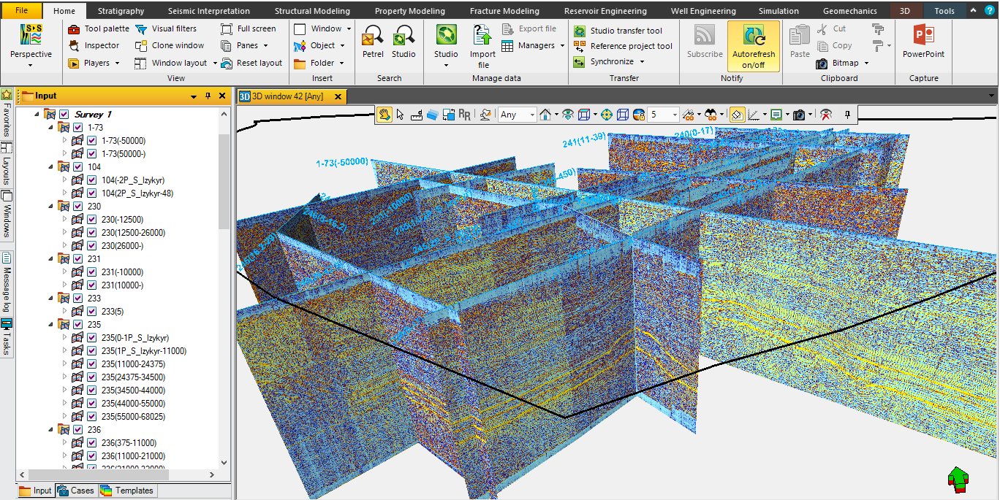 File Home Stratigraphy Seismic Interpretation Structural Modeling Property Modeling Fracture Modeling Reservoir Engineering Well Engineering Simulation Geomechanics 3D Tools
Perspective
Tool palette
Inspector
Players
Visual filters
Clone window
Window layout
Full screen
Panes
Reset layout
View
Window
Object
Folder
Insert
Petrel
Studio
Search
Studio
Import file
Export file
Managers
Manage data
Studio transfer tool
Reference project tool
Synchronize
Transfer
Subscribe
Autorefresh on/off
Notify
Paste
Cut
Copy
Bitmap
Clipboard
PowerPoint
Capture
Favorites
Layouts
Windows
Message log
Tasks
Input
Survey 1
1-73
1-73(-50000)
1-73(50000-)
104
104(-2P_S_Izykyr)
104(2P_S_Izykyr-48)
230
230(-12500)
230(12500-26000)
230(26000-)
231
231(-10000)
231(10000-)
233
233(5)
235
235(0-1P_S_Izykyr)
235(1P_S_Izykyr-11000)
235(11000-24375)
235(24375-34500)
235(34500-44000)
235(44000-55000)
235(55000-68025)
236
236(375-11000)
236(11000-21000)
Input Cases Templates
3D 3D window 42 [Any]
RR Any 5
1-73(-50000)
241(11-39)
240(0-17)
-450)
231(10000-)